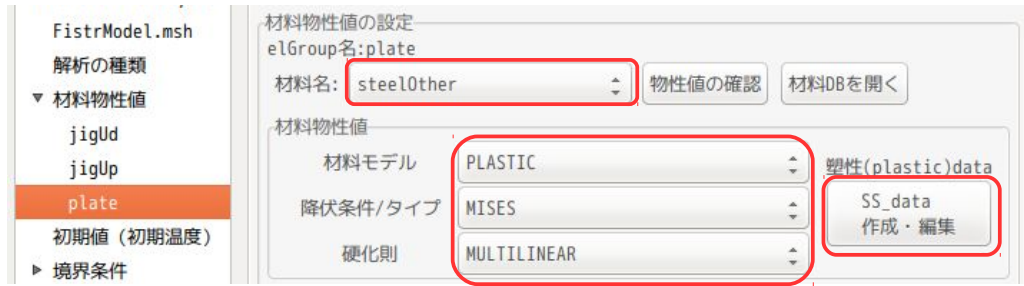 FistrModel.msh
解析の種類
▼ 材料物性値
jigUd
jigUp
plate
初期値（初期温度）
▶ 境界条件
材料物性値の設定
elGroup名:plate
材料名: steelOther 物性値の確認 材料DBを開く
材料物性値
材料モデル PLASTIC
降伏条件/タイプ MISES
硬化則 MULTILINEAR
塑性(plastic)data
SS_data
作成・編集